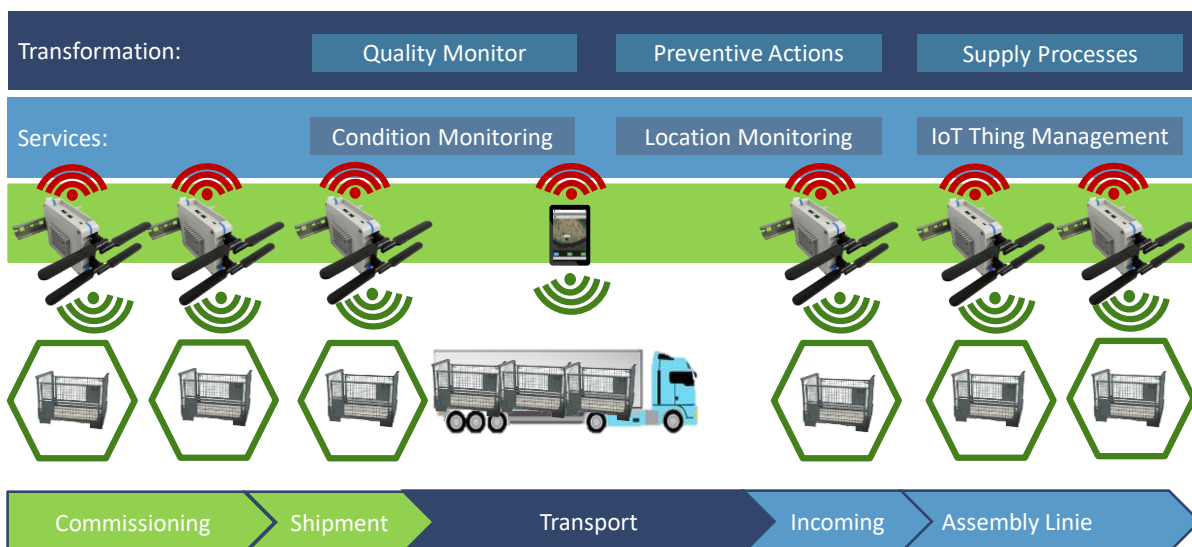 Transformation:
Quality Monitor
Preventive Actions
Supply Processes
Services:
Condition Monitoring
Location Monitoring
IoT Thing Management
Commissioning
Shipment
Transport
Incoming
Assembly Linie